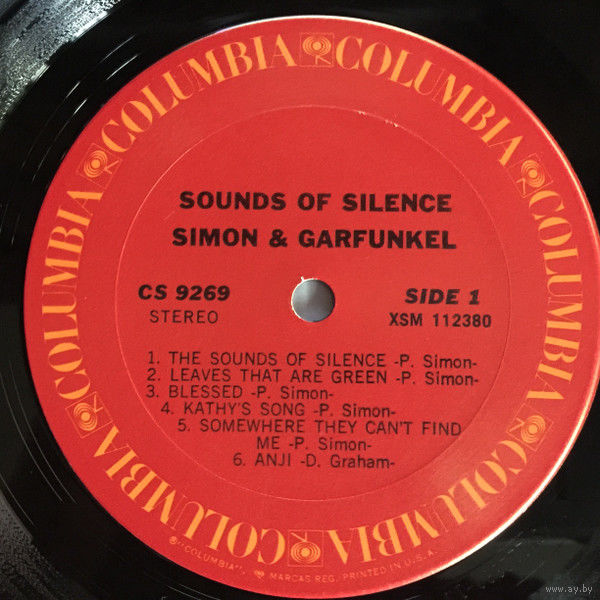 COLUMBIA COLUMBIA COLUMBIA COLUMBIA COLUMBIA COLUMBIA
SOUNDS OF SILENCE
SIMON & GARFUNKEL
CS 9269 SIDE 1
STEREO XSM 112380
1. THE SOUNDS OF SILENCE -P. Simon-
2. LEAVES THAT ARE GREEN -P. Simon-
3. BLESSED -P. Simon-
4. KATHY'S SONG -P. Simon-
5. SOMEWHERE THEY CAN'T FIND
ME -P. Simon-
6. ANJI -D. Graham-
"COLUMBIA", MARCAS REG. PRINTED IN U.S.A.
www.ay.by